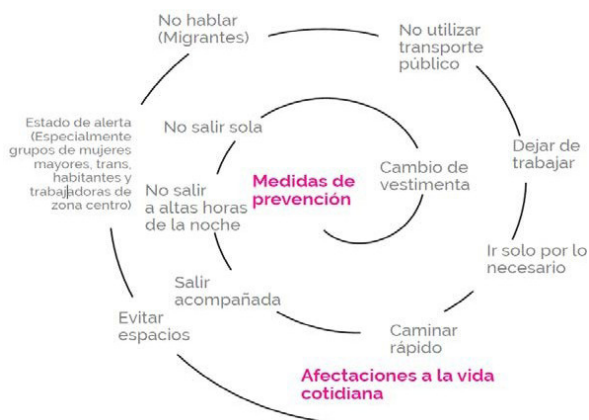 No hablar
(Migrantes)
No utilizar
transporte
público
Estado de alerta
(Especialmente
grupos de mujeres
mayores, trans,
habitantes y
trabajadoras de
zona centro)
No salir sola
Dejar de
trabajar
Medidas de
prevención
Cambio de
vestimenta
No salir
a altas horas
de la noche
Ir solo por lo
necesario
Salir
acompañada
Evitar
espacios
Caminar
rápido
Afectaciones a la vida
cotidiana